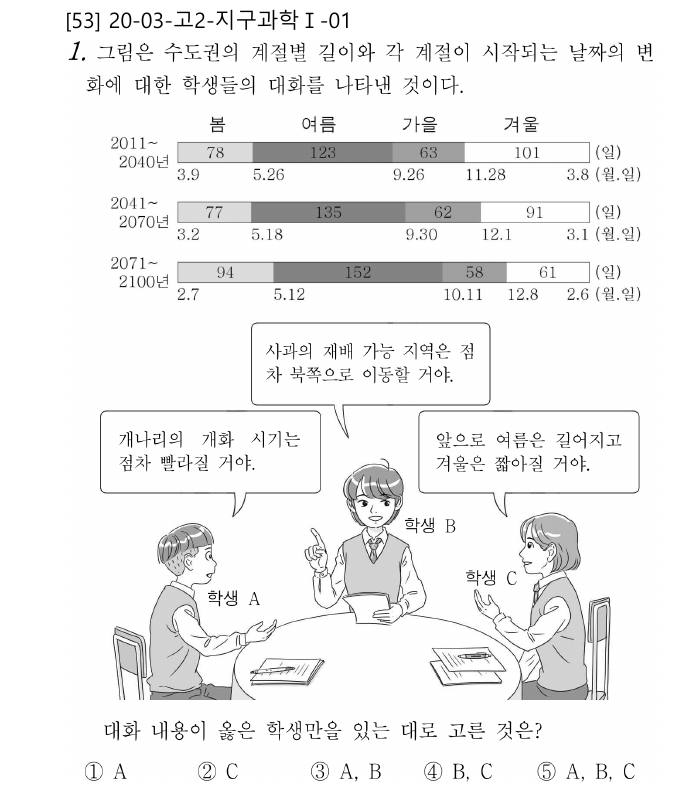 [53] 20-03-고2-지구과학Ⅰ-01
1. 그림은 수도권의 계절별 길이와 각 계절이 시작되는 날짜의 변
화에 대한 학생들의 대화를 나타낸 것이다.
봄 여름 가을 겨울
2011~
2040년
78 123 63 101 (일)
3.9 5.26 9.26 11.28 3.8 (월.일)
2041~
2070년
77 135 62 91 (일)
3.2 5.18 9.30 12.1 3.1 (월.일)
2071~
2100년
94 152 58 61 (일)
2.7 5.12 10.11 12.8 2.6 (월.일)
사과의 재배 가능 지역은 점
차 북쪽으로 이동할 거야.
개나리의 개화 시기는
점차 빨라질 거야.
앞으로 여름은 길어지고
겨울은 짧아질 거야.
학생 B
학생 C
학생 A
대화 내용이 옳은 학생만을 있는 대로 고른 것은?
① A ② C ③ A, B ④ B, C ⑤ A, B, C